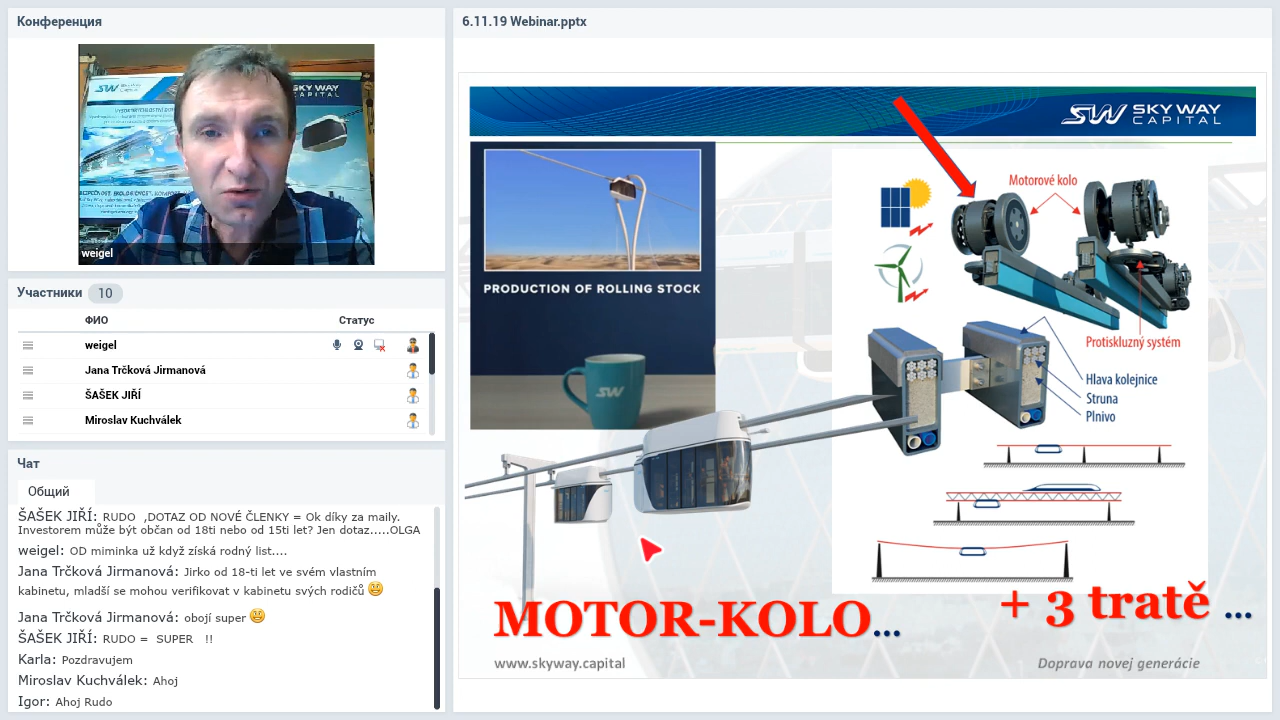 Конференция
SKY WAY
CAPITAL
weigel
Участники 10
ФИО Статус
weigel
Jana Trčková Jirmanová
ŠAŠEK JIŘÍ
Miroslav Kuchválek
Чат
Общий
ŠAŠEK JIŘÍ: RUDO ,DOTAZ OD NOVÉ ČLENKY = Ok díky za maily.
Investorem může být občan od 18ti nebo od 15ti let? Jen dotaz.....OLGA
weigel: OD miminka už když získá rodný list....
Jana Trčková Jirmanová: Jirko od 18-ti let ve svém vlastním
kabinetu, mladší se mohou verifikovat v kabinetu svých rodičů
Jana Trčková Jirmanová: obojí super
ŠAŠEK JIŘÍ: RUDO = SUPER !!
Karla: Pozdravujem
Miroslav Kuchválek: Ahoj
Igor: Ahoj Rudo
6.11.19 Webinar.pptx
SW SKY WAY
CAPITAL
PRODUCTION OF ROLLING STOCK
SW
Motorové kolo
Protiskluzný systém
Hlava kolejnice
Struna
Plnivo
MOTOR-KOLO...
+ 3 tratě ...
www.skyway.capital
Doprava novej generácie